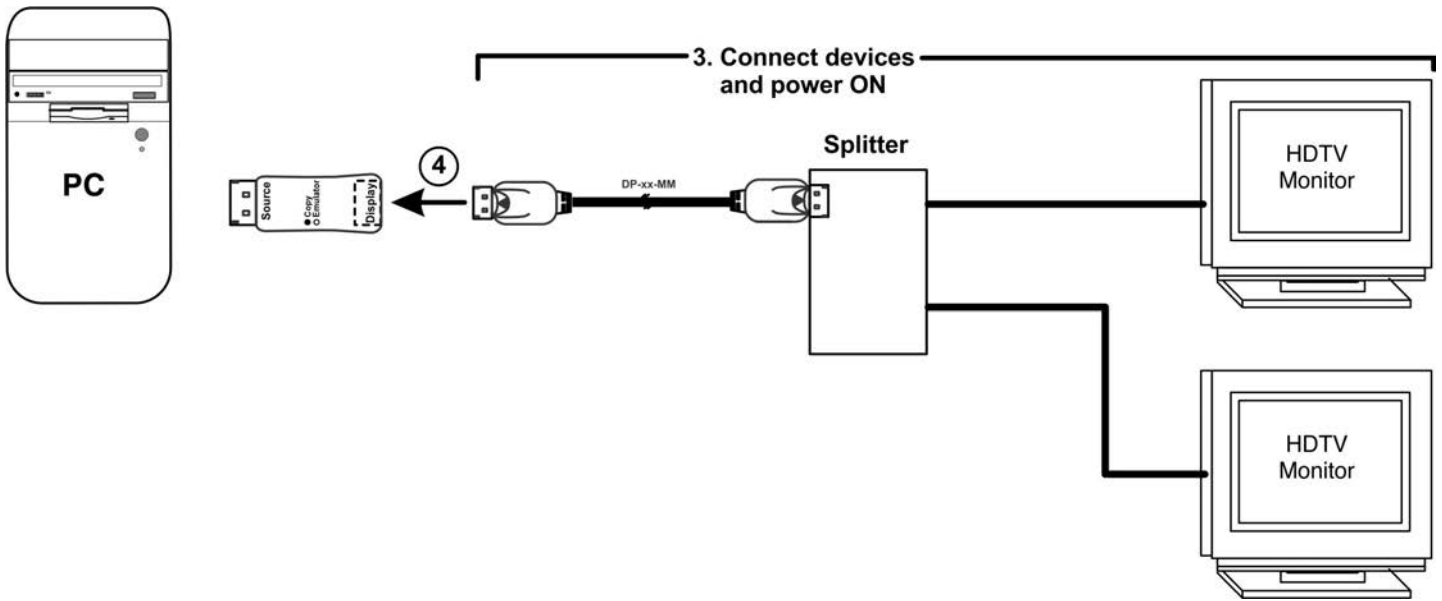 3. Connect devices
and power ON
Splitter
PC
Source
● Copy
○ Emulator
Display
4
DP-xx-MM
HDTV
Monitor
HDTV
Monitor